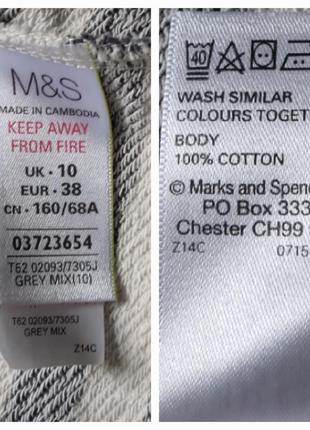 M&S
MADE IN CAMBODIA
KEEP AWAY
FROM FIRE
UK - 10
EUR - 38
CN - 160/68A
03723654
T62 02093/7305J
GREY MIX(10)
T62 02093/7305J
GREY MIX
Z14C
40
WASH SIMILAR
COLOURS TOGET
BODY
100% COTTON
© Marks and Spenc
PO Box 333
Chester CH99
Z14C 0715